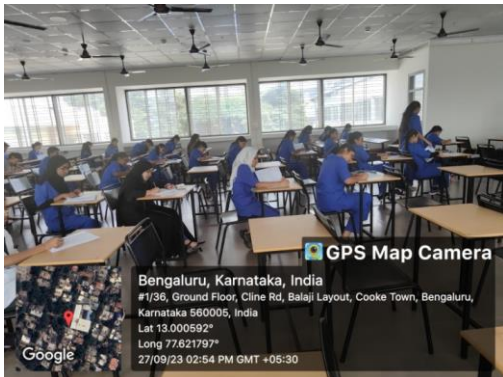 GPS Map Camera
Bengaluru, Karnataka, India
#1/36, Ground Floor, Cline Rd, Balaji Layout, Cooke Town, Bengaluru,
Karnataka 560005, India
Lat 13.000592°
Long 77.621797°
27/09/23 02:54 PM GMT +05:30
Google